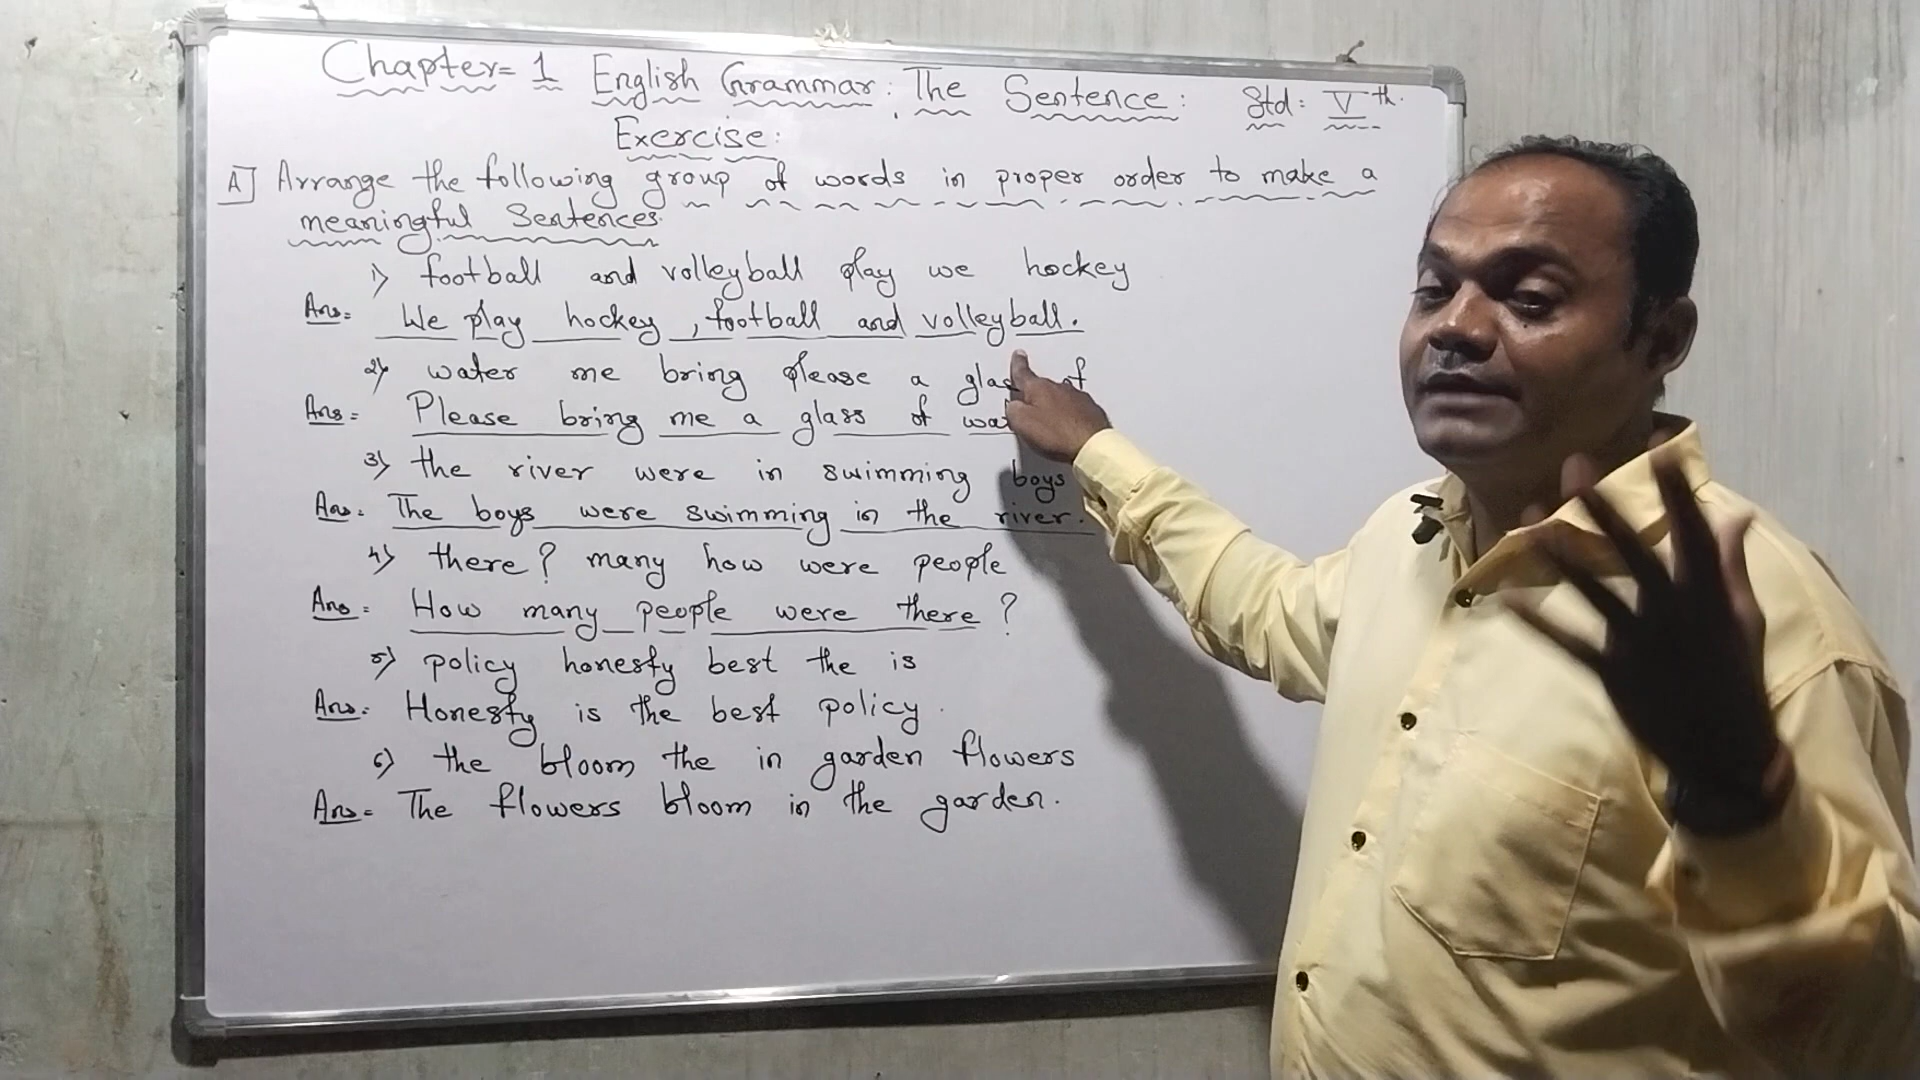 Chapter = 1 English Grammar : The Sentence : Std : Vth.
Exercise :
A] Arrange the following group of words in proper order to make a
meaningful Sentences.
1) football and volleyball play we hockey
Ans = We play hockey , football and volleyball .
2) water me bring please a of
Ans = Please bring me a glass of
3) the river were in swimming boys
Ans . The boys were swimming in the river .
4) there ? many how were people
Ans = How many people were there ?
5) policy honesty best the is
Ans . Honesty is the best policy .
6) the bloom the in garden flowers
Ans = The flowers bloom in the garden .